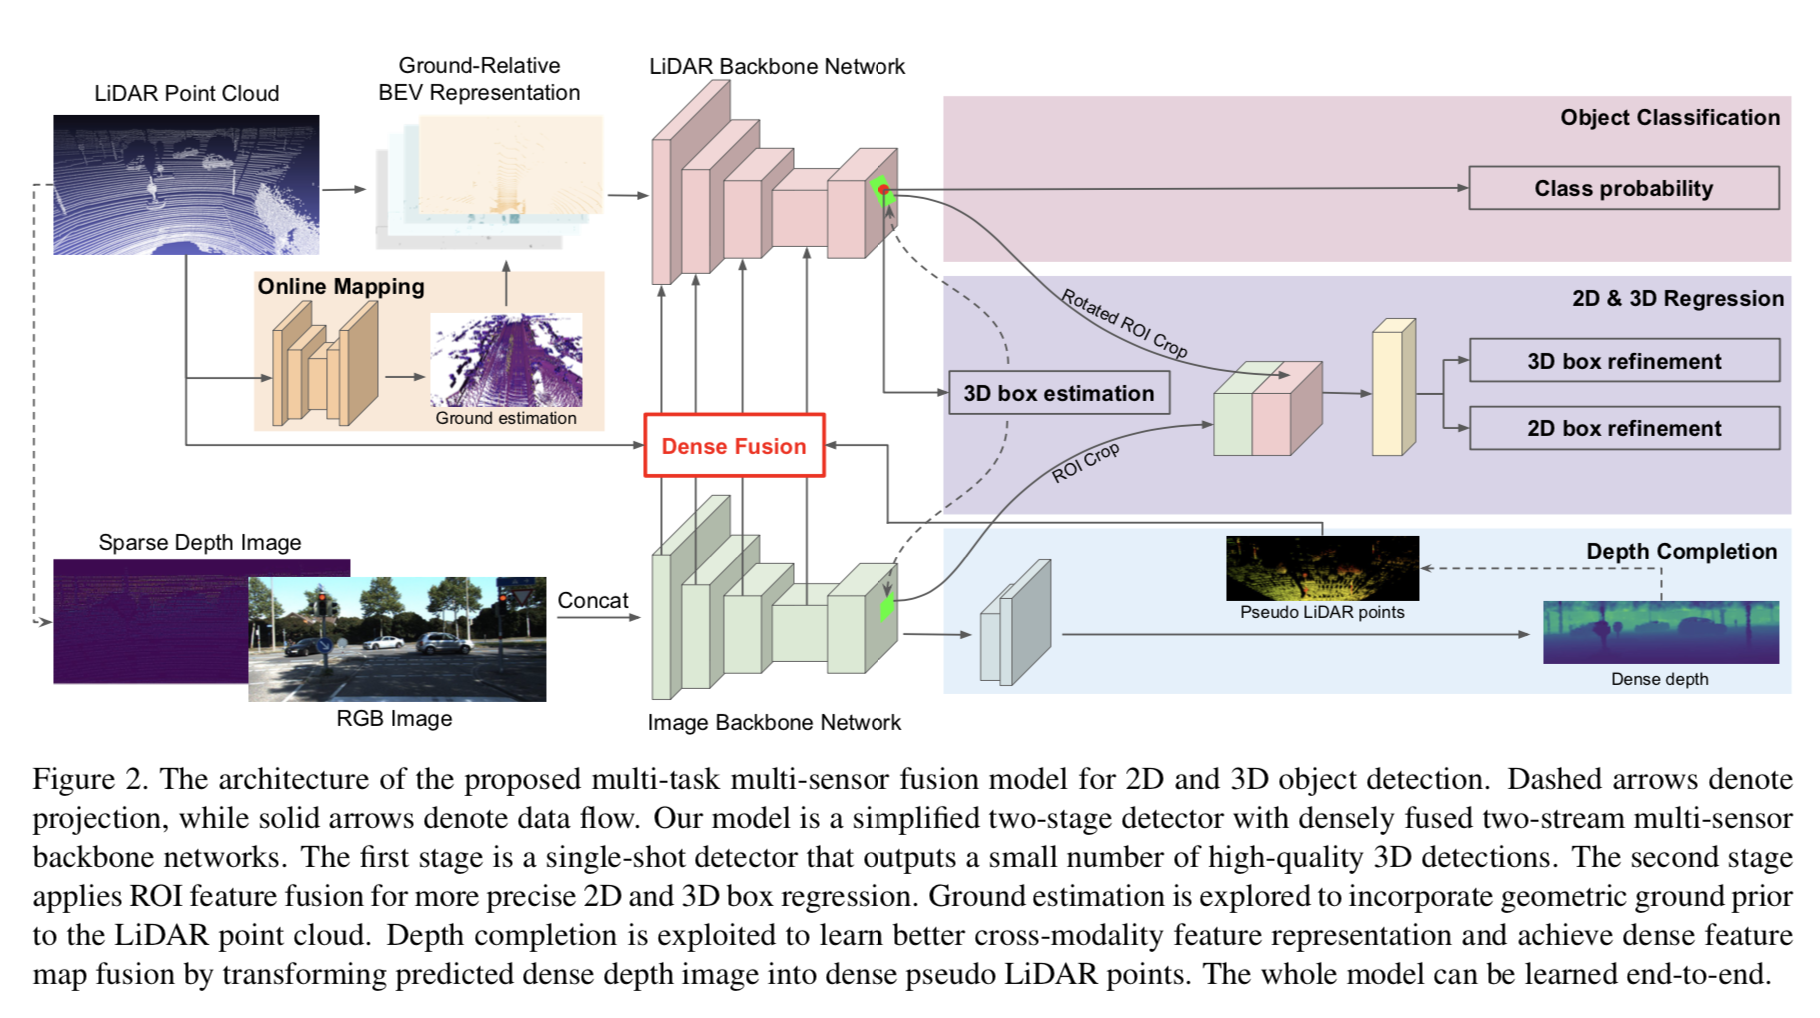 LiDAR Point Cloud
Ground-Relative
BEV Representation
LiDAR Backbone Network
Object Classification
Class probability
Online Mapping
Ground estimation
2D & 3D Regression
Rotated ROI Crop
3D box estimation
3D box refinement
2D box refinement
Dense Fusion
ROI Crop
Sparse Depth Image
Concat
RGB Image
Image Backbone Network
Depth Completion
Pseudo LiDAR points
Dense depth
Figure 2. The architecture of the proposed multi-task multi-sensor fusion model for 2D and 3D object detection. Dashed arrows denote
projection, while solid arrows denote data flow. Our model is a simplified two-stage detector with densely fused two-stream multi-sensor
backbone networks. The first stage is a single-shot detector that outputs a small number of high-quality 3D detections. The second stage
applies ROI feature fusion for more precise 2D and 3D box regression. Ground estimation is explored to incorporate geometric ground prior
to the LiDAR point cloud. Depth completion is exploited to learn better cross-modality feature representation and achieve dense feature
map fusion by transforming predicted dense depth image into dense pseudo LiDAR points. The whole model can be learned end-to-end.